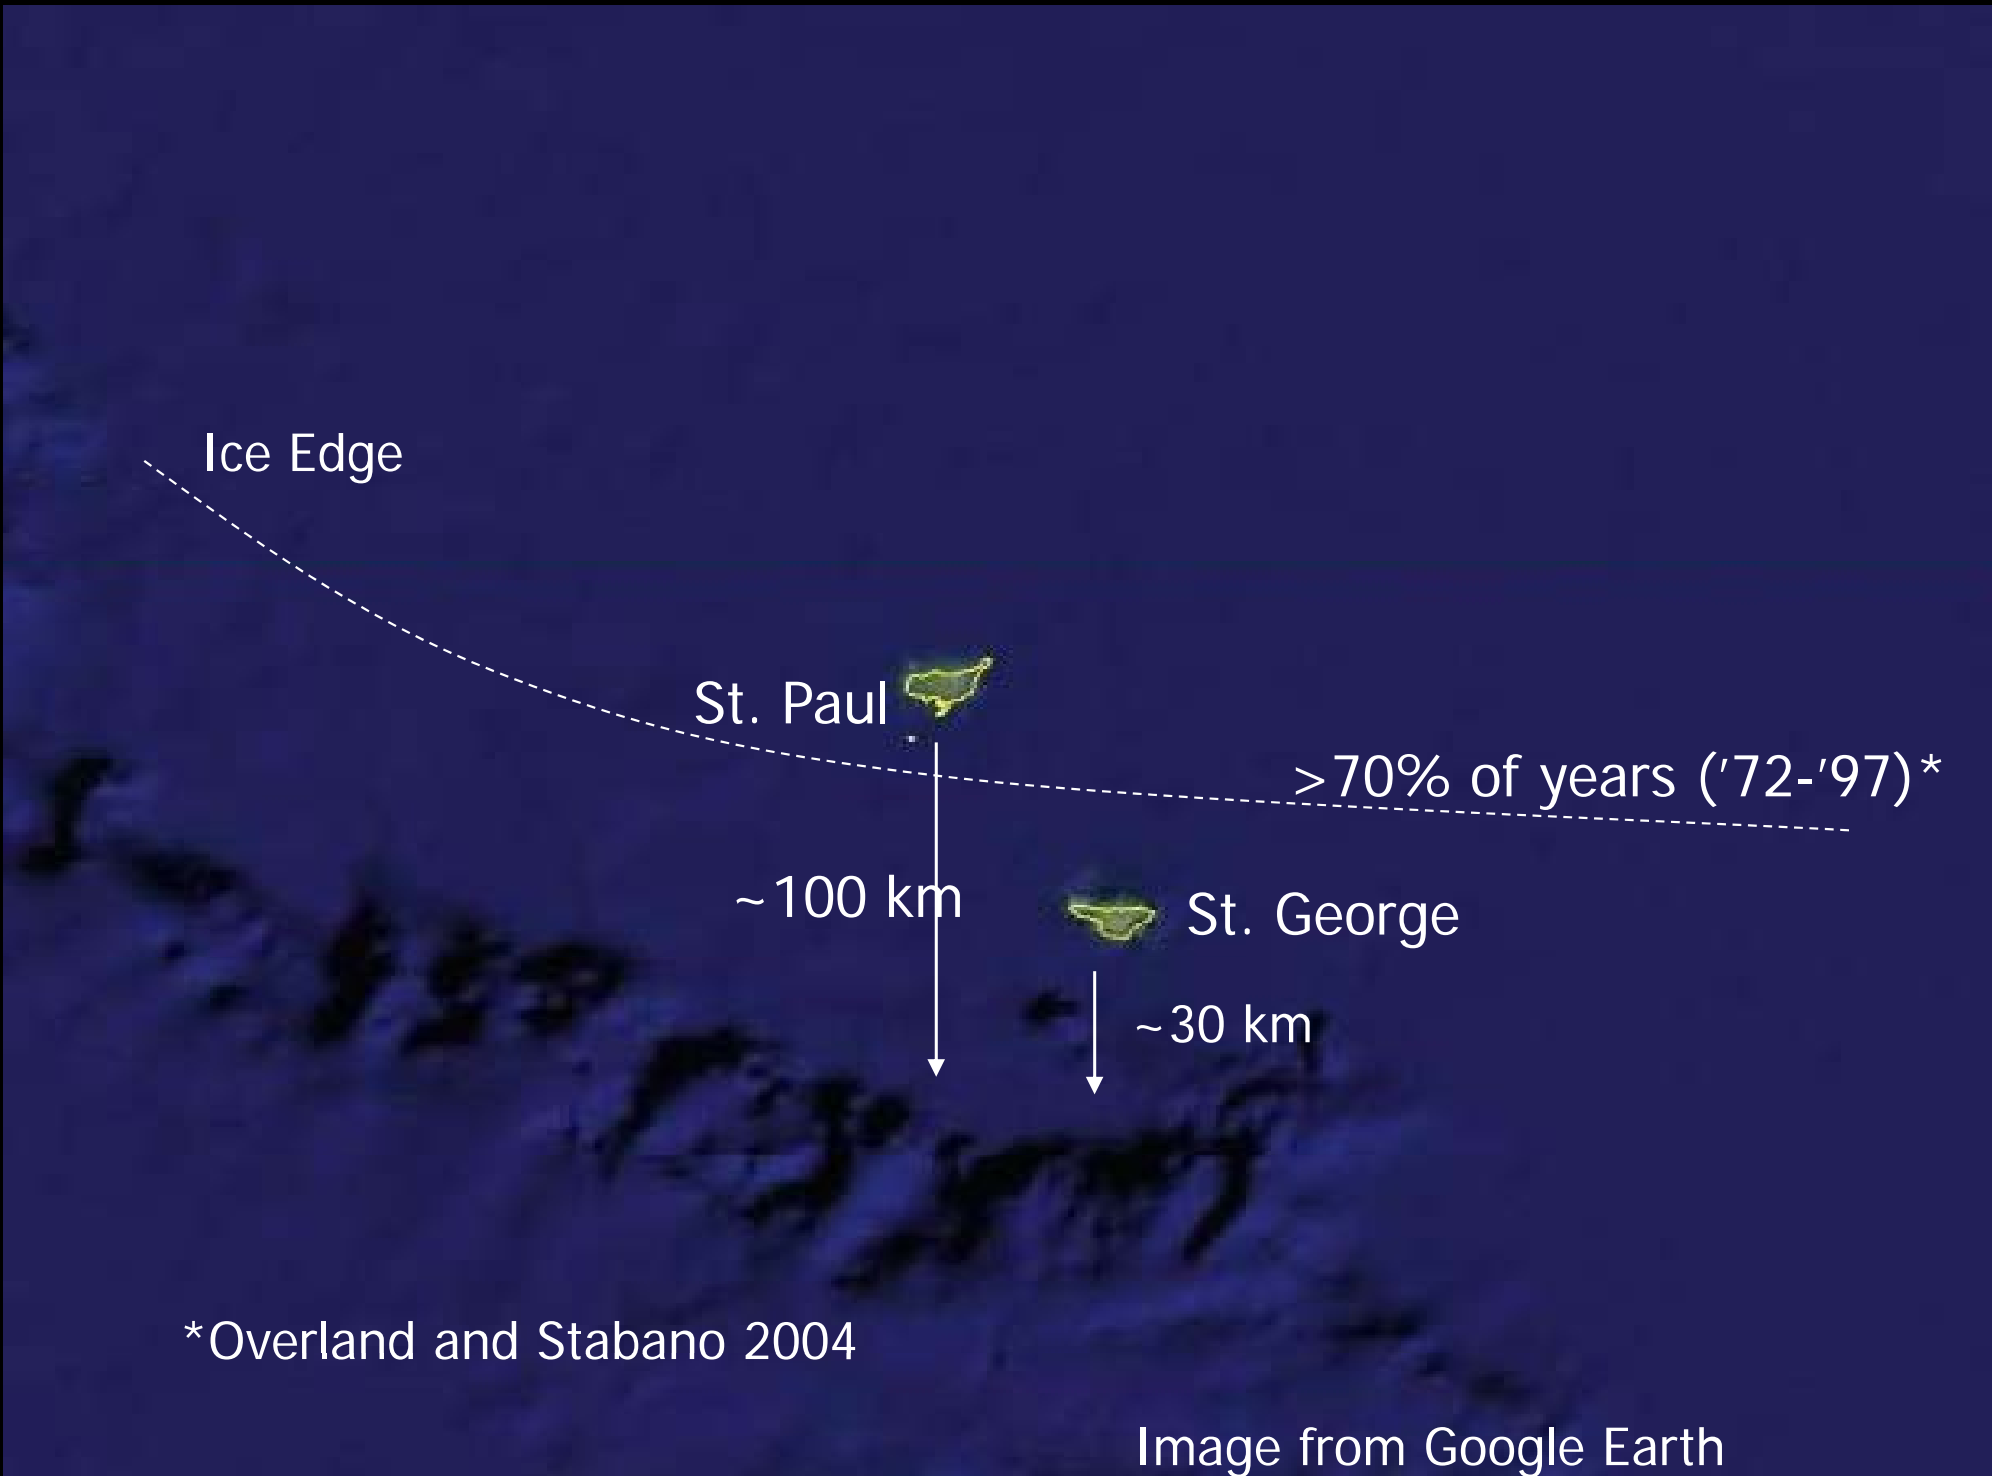 Ice Edge
St. Paul
>70% of years ('72-'97)*
~100 km
St. George
~30 km
*Overland and Stabano 2004
Image from Google Earth